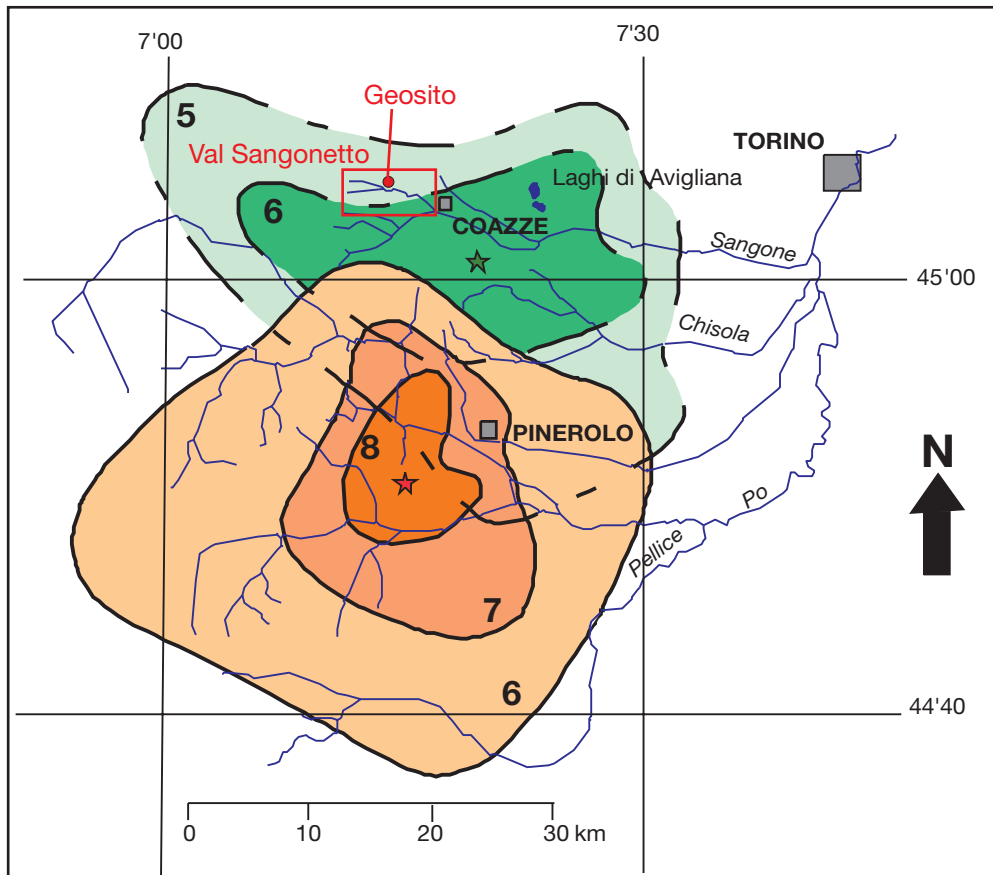 7'00
7'30
Geosito
5
TORINO
Val Sangonetto
Laghi di Avigliana
6
COAZZE
Sangone
45'00
Chisola
PINEROLO
8
N
Po
Pellice
7
6
44'40
0 10 20 30 km